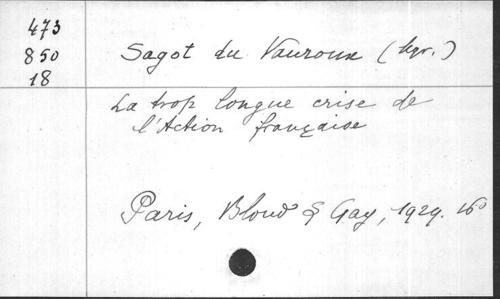 473
850
18
Sagot du Vauroux (Mgr.)
La trop longue crise de
l'Action française
Paris, Bloud & Gay, 1929. 16°